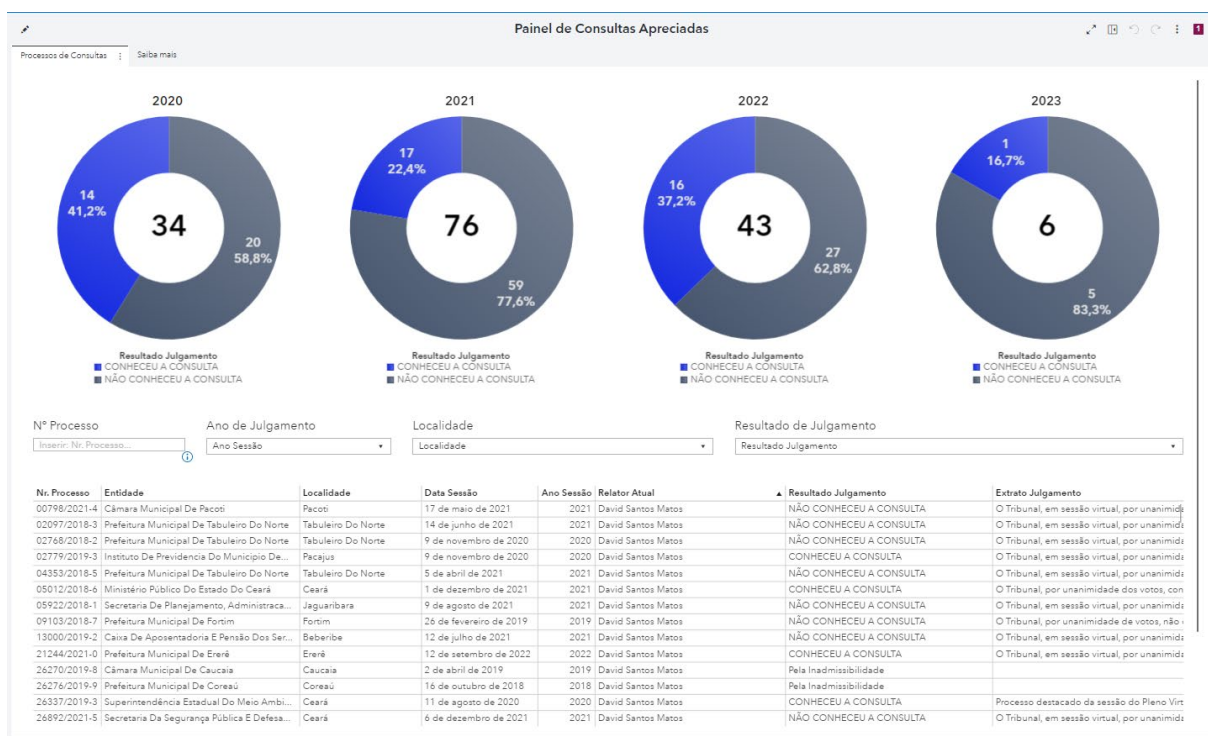 Painel de Consultas Apreciadas
1
Processos de Consultas
Saiba mais
2020
14
41,2%
34
20
58,8%
Resultado Julgamento
CONHECEU A CONSULTA
NÃO CONHECEU A CONSULTA
2021
17
22,4%
76
59
77,6%
Resultado Julgamento
CONHECEU A CONSULTA
NÃO CONHECEU A CONSULTA
2022
16
37,2%
43
27
62,8%
Resultado Julgamento
CONHECEU A CONSULTA
NÃO CONHECEU A CONSULTA
2023
1
16,7%
6
5
83,3%
Resultado Julgamento
CONHECEU A CONSULTA
NÃO CONHECEU A CONSULTA
N° Processo Ano de Julgamento Localidade Resultado de Julgamento
Inserir: Nr. Processo... Ano Sessão Localidade Resultado Julgamento
Nr. Processo Entidade Localidade Data Sessão Ano Sessão Relator Atual Resultado Julgamento Extrato Julgamento
00798/2021-4 Câmara Municipal De Pacoti Pacoti 17 de maio de 2021 2021 David Santos Matos NÃO CONHECEU A CONSULTA O Tribunal, em sessão virtual, por unanimida
02097/2018-3 Prefeitura Municipal De Tabuleiro Do Norte Tabuleiro Do Norte 14 de junho de 2021 2021 David Santos Matos NÃO CONHECEU A CONSULTA O Tribunal, em sessão virtual, por unanimida
02768/2018-2 Prefeitura Municipal De Tabuleiro Do Norte Tabuleiro Do Norte 9 de novembro de 2020 2020 David Santos Matos NÃO CONHECEU A CONSULTA O Tribunal, em sessão virtual, por unanimida
02779/2019-3 Instituto De Previdencia Do Municipio De... Pacajus 9 de novembro de 2020 2020 David Santos Matos CONHECEU A CONSULTA O Tribunal, em sessão virtual, por unanimida
04353/2018-5 Prefeitura Municipal De Tabuleiro Do Norte Tabuleiro Do Norte 5 de abril de 2021 2021 David Santos Matos NÃO CONHECEU A CONSULTA O Tribunal, em sessão virtual, por unanimida
05012/2018-6 Ministério Público Do Estado Do Ceará Ceará 1 de dezembro de 2021 2021 David Santos Matos CONHECEU A CONSULTA O Tribunal, por unanimidade dos votos, con
05922/2018-1 Secretaria De Planejamento, Administraca... Jaguaribara 9 de agosto de 2021 2021 David Santos Matos NÃO CONHECEU A CONSULTA O Tribunal, em sessão virtual, por unanimida
09103/2018-7 Prefeitura Municipal De Fortim Fortim 26 de fevereiro de 2019 2019 David Santos Matos NÃO CONHECEU A CONSULTA O Tribunal, por unanimidade de votos, não
13000/2019-2 Caixa De Aposentadoria E Pensão Dos Ser... Beberibe 12 de julho de 2021 2021 David Santos Matos NÃO CONHECEU A CONSULTA O Tribunal, em sessão virtual, por unanimida
21244/2021-0 Prefeitura Municipal De Ereré Ereré 12 de setembro de 2022 2022 David Santos Matos CONHECEU A CONSULTA O Tribunal, em sessão virtual, por unanimida
26270/2019-8 Câmara Municipal De Caucaia Caucaia 2 de abril de 2019 2019 David Santos Matos Pela Inadmissibilidade
26276/2019-9 Prefeitura Municipal De Coreaú Coreaú 16 de outubro de 2018 2018 David Santos Matos Pela Inadmissibilidade
26337/2019-3 Superintendência Estadual Do Meio Ambi... Ceará 11 de agosto de 2020 2020 David Santos Matos CONHECEU A CONSULTA Processo destacado da sessão do Pleno Virt
26892/2021-5 Secretaria Da Segurança Pública E Defesa... Ceará 6 de dezembro de 2021 2021 David Santos Matos NÃO CONHECEU A CONSULTA O Tribunal, em sessão virtual, por unanimida